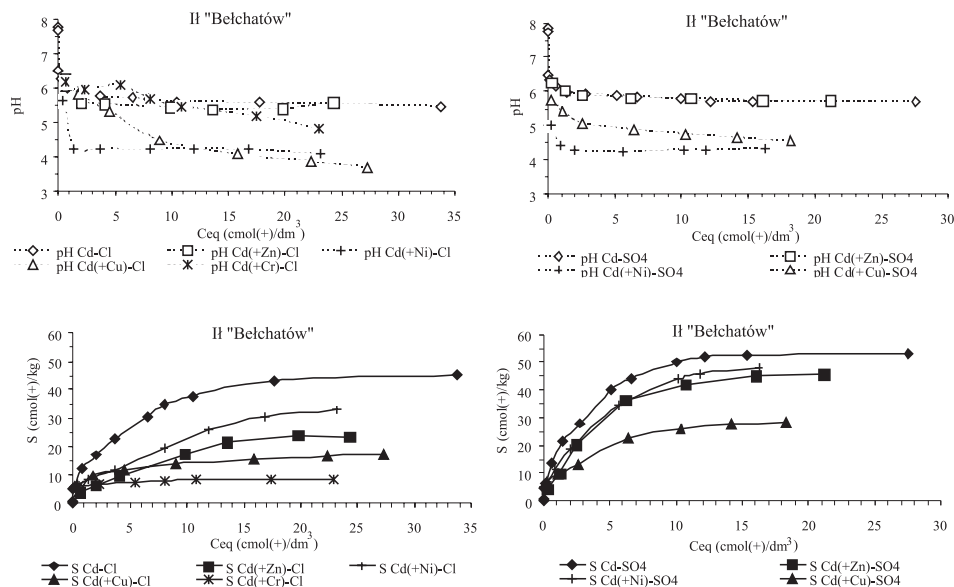 Ił "Bełchatów"
8
7
6
5
4
3
pH
0
5
10
15
20
25
30
35
Ceq (cmol(+)/dm³)
pH Cd-Cl
pH Cd(+Zn)-Cl
pH Cd(+Ni)-Cl
pH Cd(+Cu)-Cl
pH Cd(+Cr)-Cl
Ił "Bełchatów"
8
7
6
5
4
3
pH
0
5
10
15
20
25
30
Ceq (cmol(+)/dm³)
pH Cd-SO4
pH Cd(+Zn)-SO4
pH Cd(+Ni)-SO4
pH Cd(+Cu)-SO4
Ił "Bełchatów"
60
50
40
30
20
10
0
S (cmol(+)/kg)
0
5
10
15
20
25
30
35
Ceq (cmol(+)/dm³)
S Cd-Cl
S Cd(+Zn)-Cl
S Cd(+Ni)-Cl
S Cd(+Cu)-Cl
S Cd(+Cr)-Cl
Ił "Bełchatów"
60
50
40
30
20
10
0
S (cmol(+)/kg)
0
5
10
15
20
25
30
Ceq (cmol(+)/dm³)
S Cd-SO4
S Cd(+Zn)-SO4
S Cd(+Ni)-SO4
S Cd(+Cu)-SO4